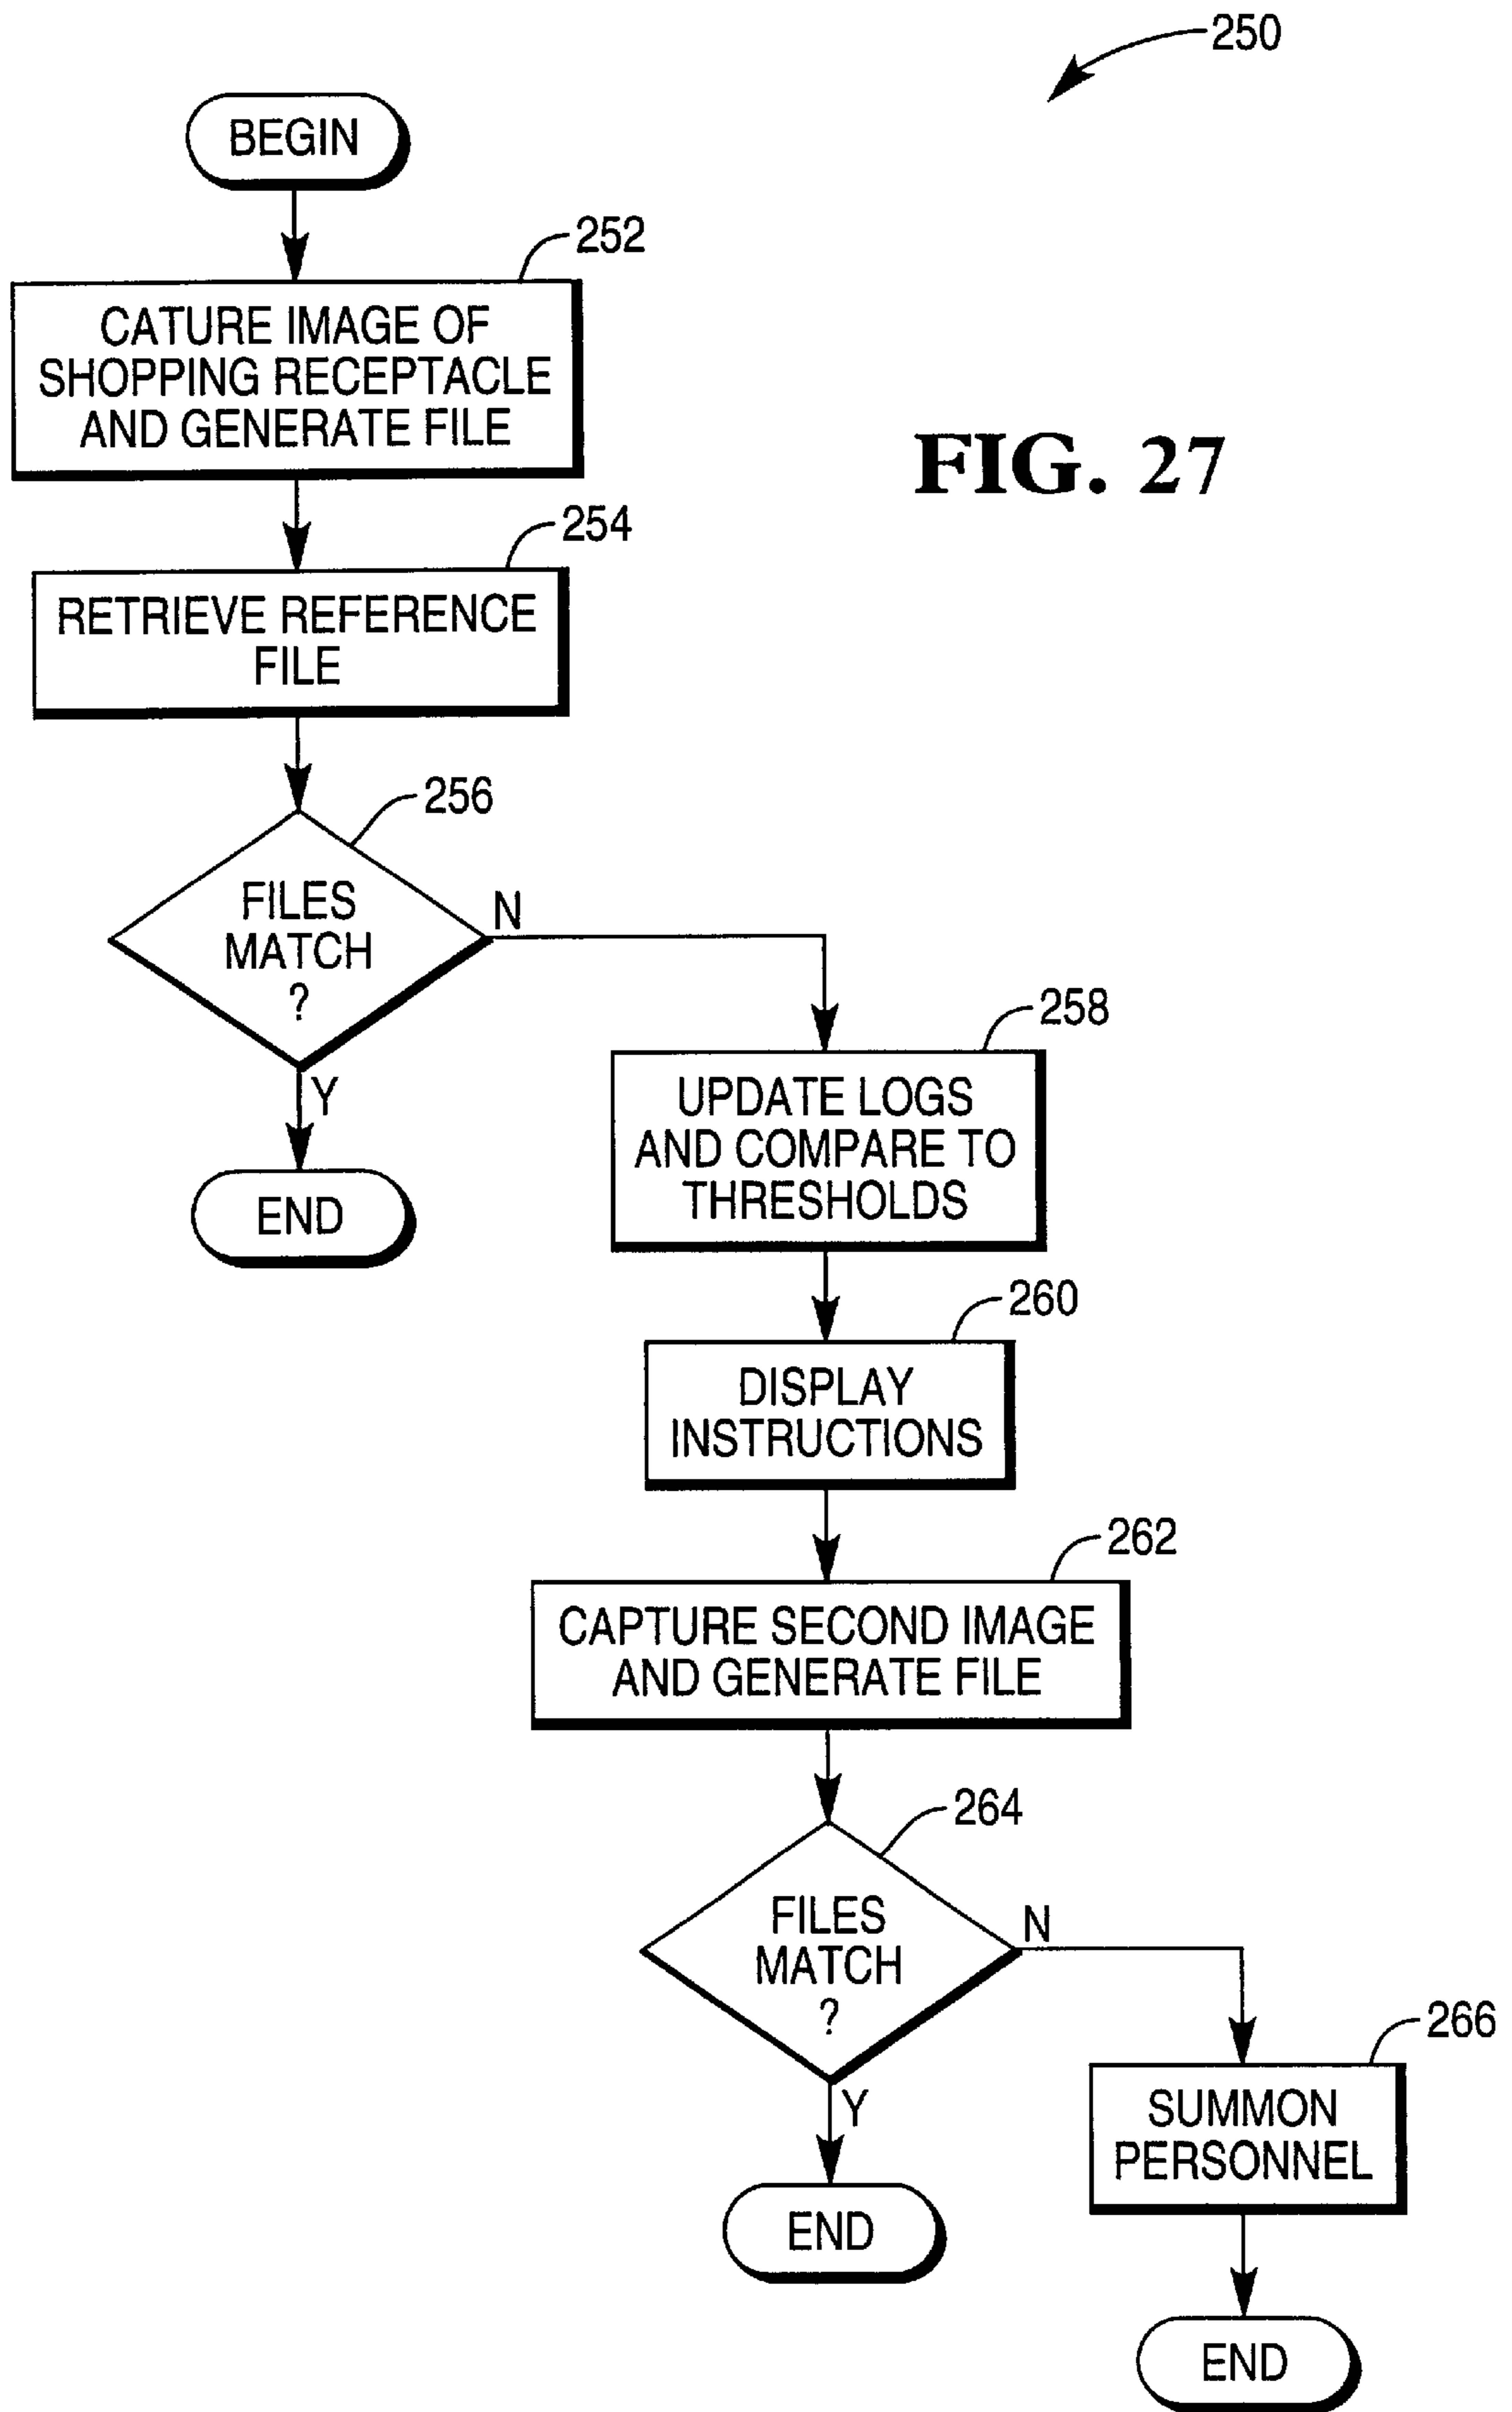 250
BEGIN
252
CATURE IMAGE OF
SHOPPING RECEPTACLE
AND GENERATE FILE
FIG. 27
254
RETRIEVE REFERENCE
FILE
256
FILES
MATCH
?
N
Y
END
258
UPDATE LOGS
AND COMPARE TO
THRESHOLDS
260
DISPLAY
INSTRUCTIONS
262
CAPTURE SECOND IMAGE
AND GENERATE FILE
264
FILES
MATCH
?
N
Y
END
266
SUMMON
PERSONNEL
END